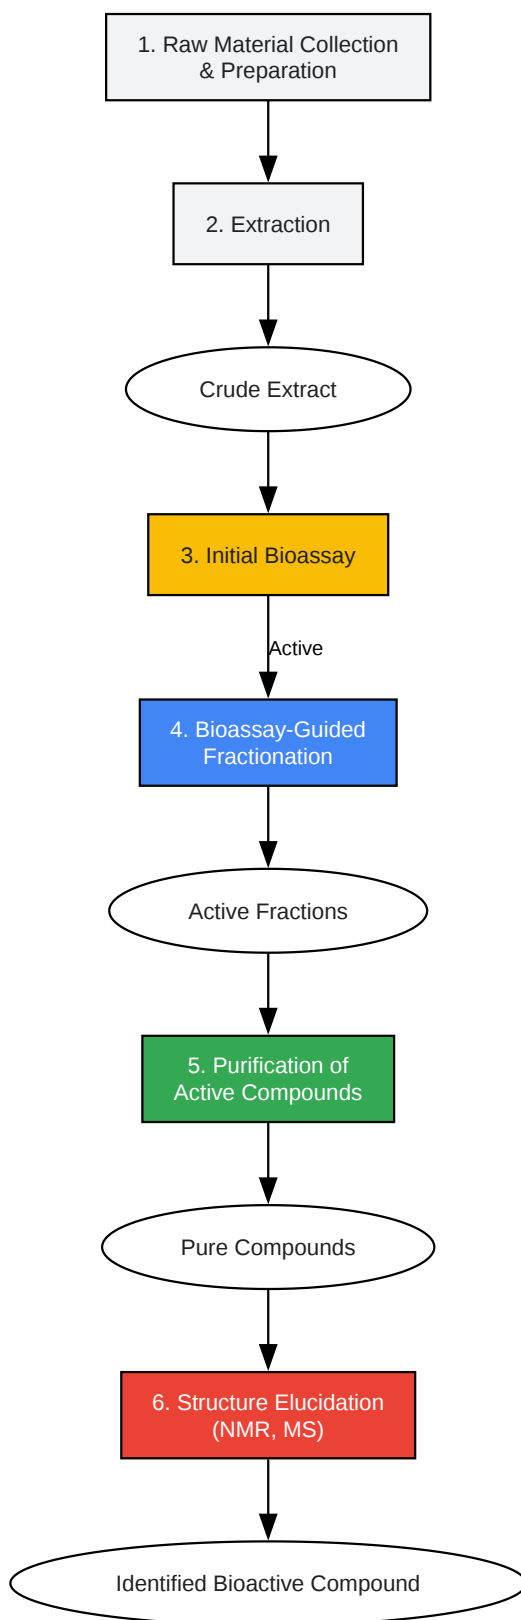 1. Raw Material Collection
& Preparation
2. Extraction
Crude Extract
3. Initial Bioassay
Active
4. Bioassay-Guided
Fractionation
Active Fractions
5. Purification of
Active Compounds
Pure Compounds
6. Structure Elucidation
(NMR, MS)
Identified Bioactive Compound